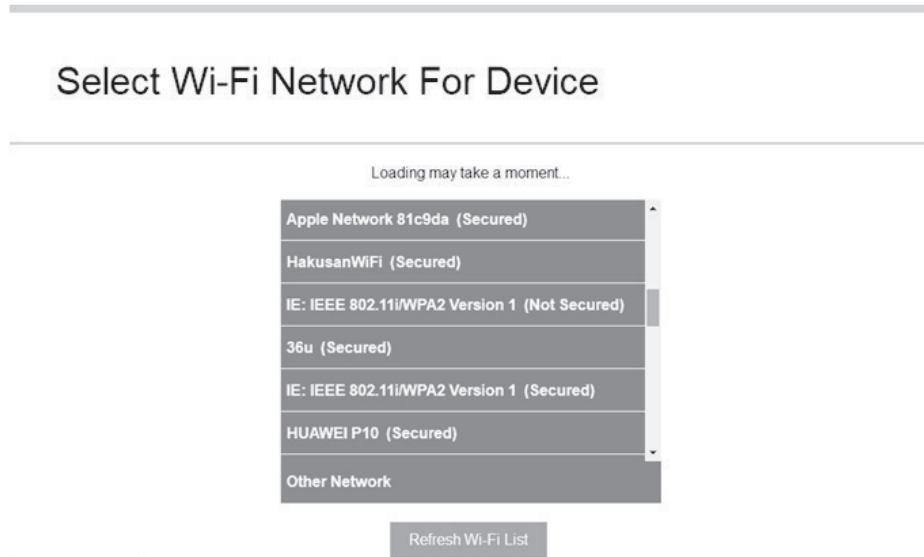 Select Wi-Fi Network For Device
Loading may take a moment...
Apple Network 81c9da (Secured)
HakusanWiFi (Secured)
IE: IEEE 802.11i/WPA2 Version 1 (Not Secured)
36u (Secured)
IE: IEEE 802.11i/WPA2 Version 1 (Secured)
HUAWEI P10 (Secured)
Other Network
Refresh Wi-Fi List